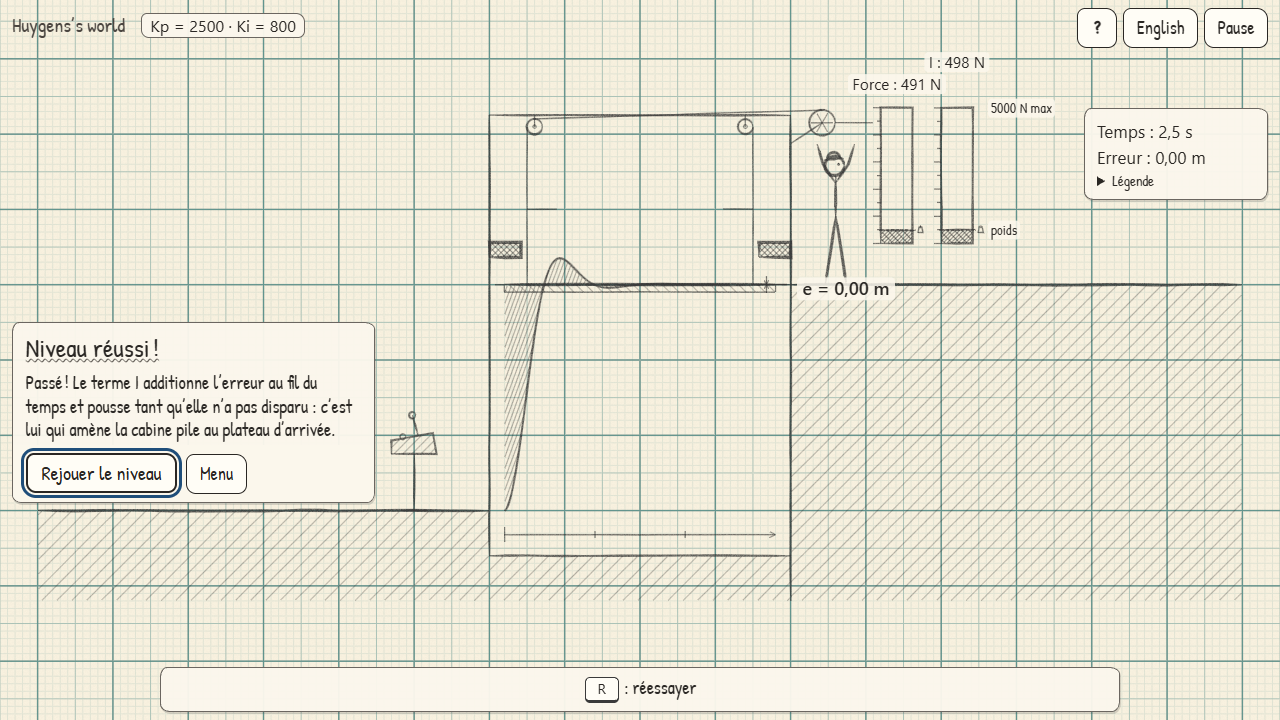 Huygens's world
Kp = 2500 · Ki = 800
?
English
Pause
I : 498 N
Force : 491 N
5000 N max
Temps : 2,5 s
Erreur : 0,00 m
▶ Légende
poids
e = 0,00 m
Niveau réussi !
Passé ! Le terme I additionne l'erreur au fil du
temps et pousse tant qu'elle n'a pas disparu : c'est
lui qui amène la cabine pile au plateau d'arrivée.
Rejouer le niveau
Menu
R : réessayer